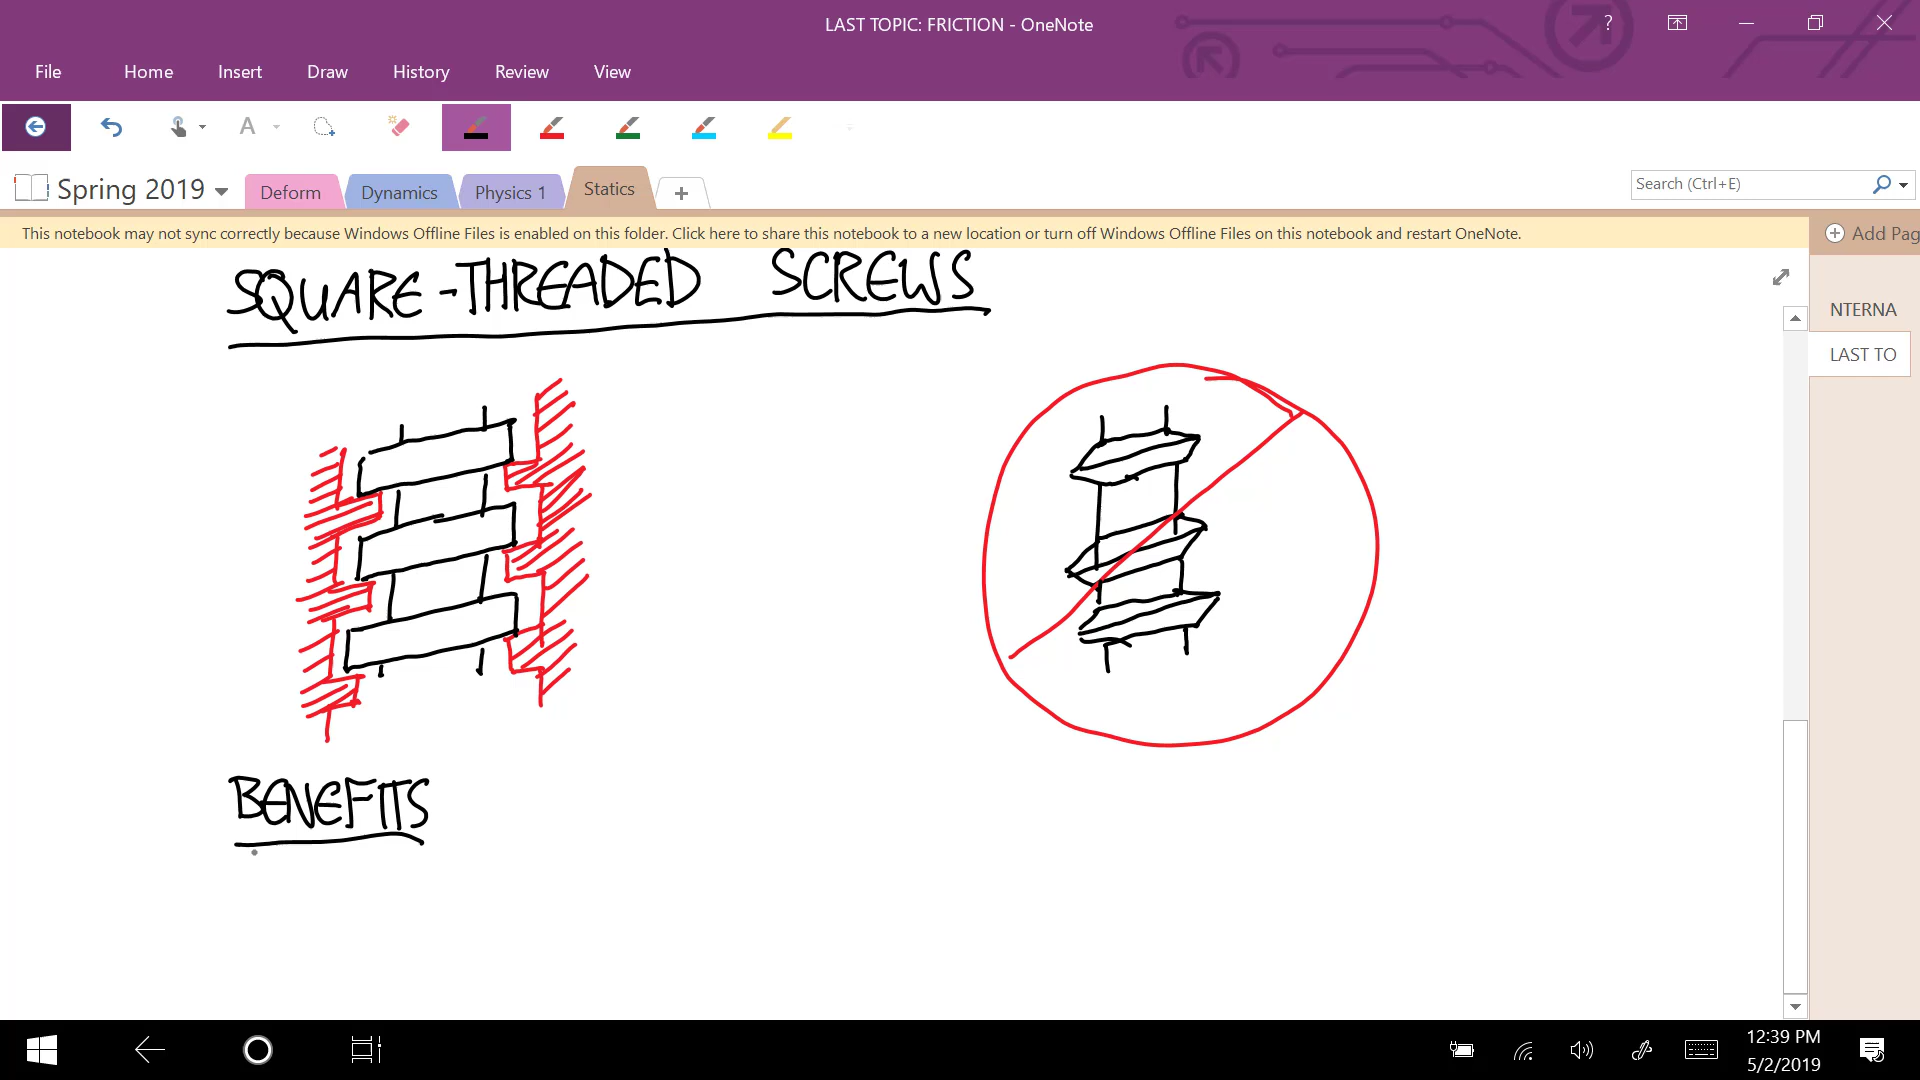 LAST TOPIC: FRICTION - OneNote
?
File Home Insert Draw History Review View
A
Spring 2019 Deform Dynamics Physics 1 Statics +
Search (Ctrl+E)
This notebook may not sync correctly because Windows Offline Files is enabled on this folder. Click here to share this notebook to a new location or turn off Windows Offline Files on this notebook and restart OneNote.
Add Pag
NTERNA
LAST TO
SQUARE-THREADED SCREWS
BENEFITS
12:39 PM
5/2/2019